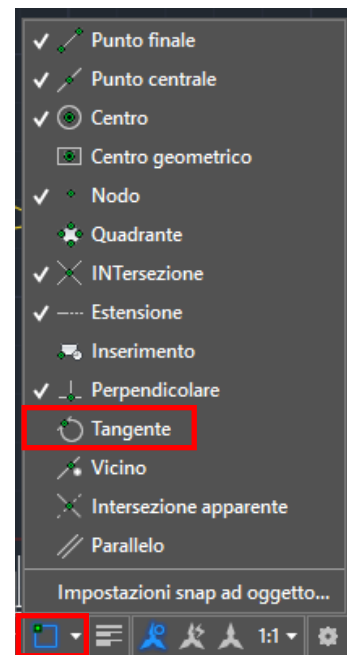 Punto finale
Punto centrale
Centro
Centro geometrico
Nodo
Quadrante
INTersezione
Estensione
Inserimento
Perpendicolare
Tangente
Vicino
Intersezione apparente
Parallelo
Impostazioni snap ad oggetto...
1:1